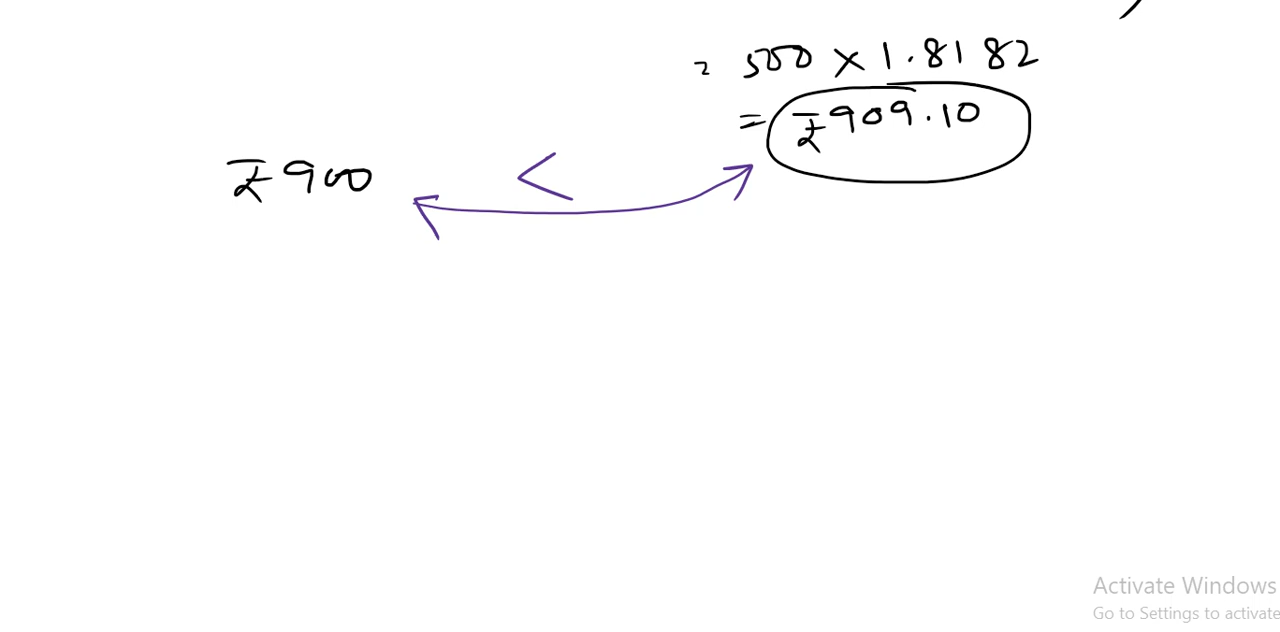 = 500 × 1.8182
= ₹909.10
₹900 <
Activate Windows
Go to Settings to activate